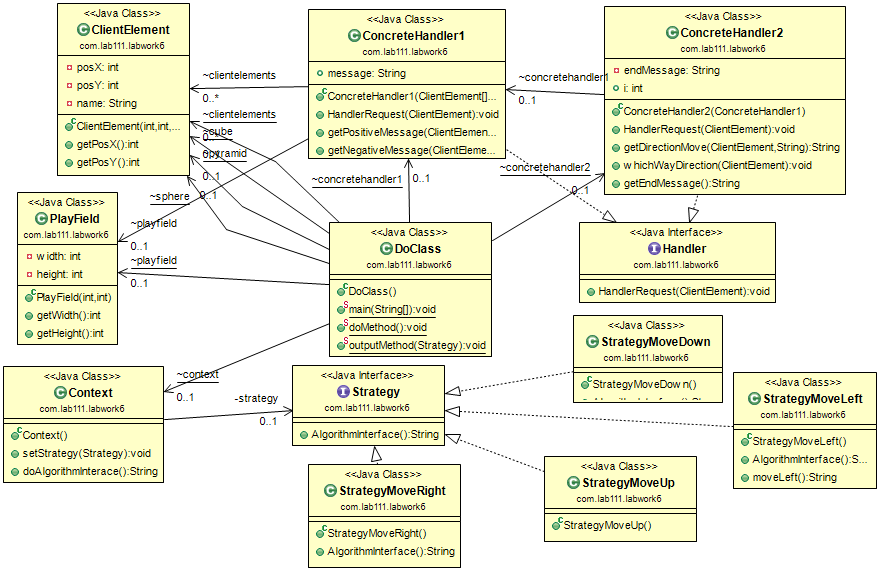 <<Java Class>>
ClientElement
com.lab111.labwork6
posX: int
posY: int
name: String
ClientElement(int,int,...
getPosX():int
getPosY():int
<<Java Class>>
ConcreteHandler1
com.lab111.labwork6
message: String
ConcreteHandler1(ClientElement[]...
HandlerRequest(ClientElement):void
getPositiveMessage(ClientElemen...
getNegativeMessage(ClientEleme...
<<Java Class>>
ConcreteHandler2
com.lab111.labwork6
endMessage: String
i: int
ConcreteHandler2(ConcreteHandler1)
HandlerRequest(ClientElement):void
getDirectionMove(ClientElement,String):String
whichWayDirection(ClientElement):void
getEndMessage():String
~clientelements
0..*
~concretehandler1
0..1
~clientelements
0..*
~cube
~pyramid
0..1
~sphere
0..1
~concretehandler1
0..1
~concretehandler2
0..1
<<Java Class>>
PlayField
com.lab111.labwork6
width: int
height: int
PlayField(int,int)
getWidth():int
getHeight():int
~playfield
0..1
~playfield
0..1
<<Java Class>>
DoClass
com.lab111.labwork6
DoClass()
main(String[]):void
doMethod():void
outputMethod(Strategy):void
<<Java Interface>>
Handler
com.lab111.labwork6
HandlerRequest(ClientElement):void
<<Java Class>>
StrategyMoveDown
com.lab111.labwork6
StrategyMoveDown()
AlgorithmInterface():String
<<Java Class>>
Context
com.lab111.labwork6
Context()
setStrategy(Strategy):void
doAlgorithmInterace():String
~context
0..1
-strategy
0..1
<<Java Interface>>
Strategy
com.lab111.labwork6
AlgorithmInterface():String
<<Java Class>>
StrategyMoveLeft
com.lab111.labwork6
StrategyMoveLeft()
AlgorithmInterface():S...
moveLeft():String
<<Java Class>>
StrategyMoveRight
com.lab111.labwork6
StrategyMoveRight()
AlgorithmInterface():String
<<Java Class>>
StrategyMoveUp
com.lab111.labwork6
StrategyMoveUp()